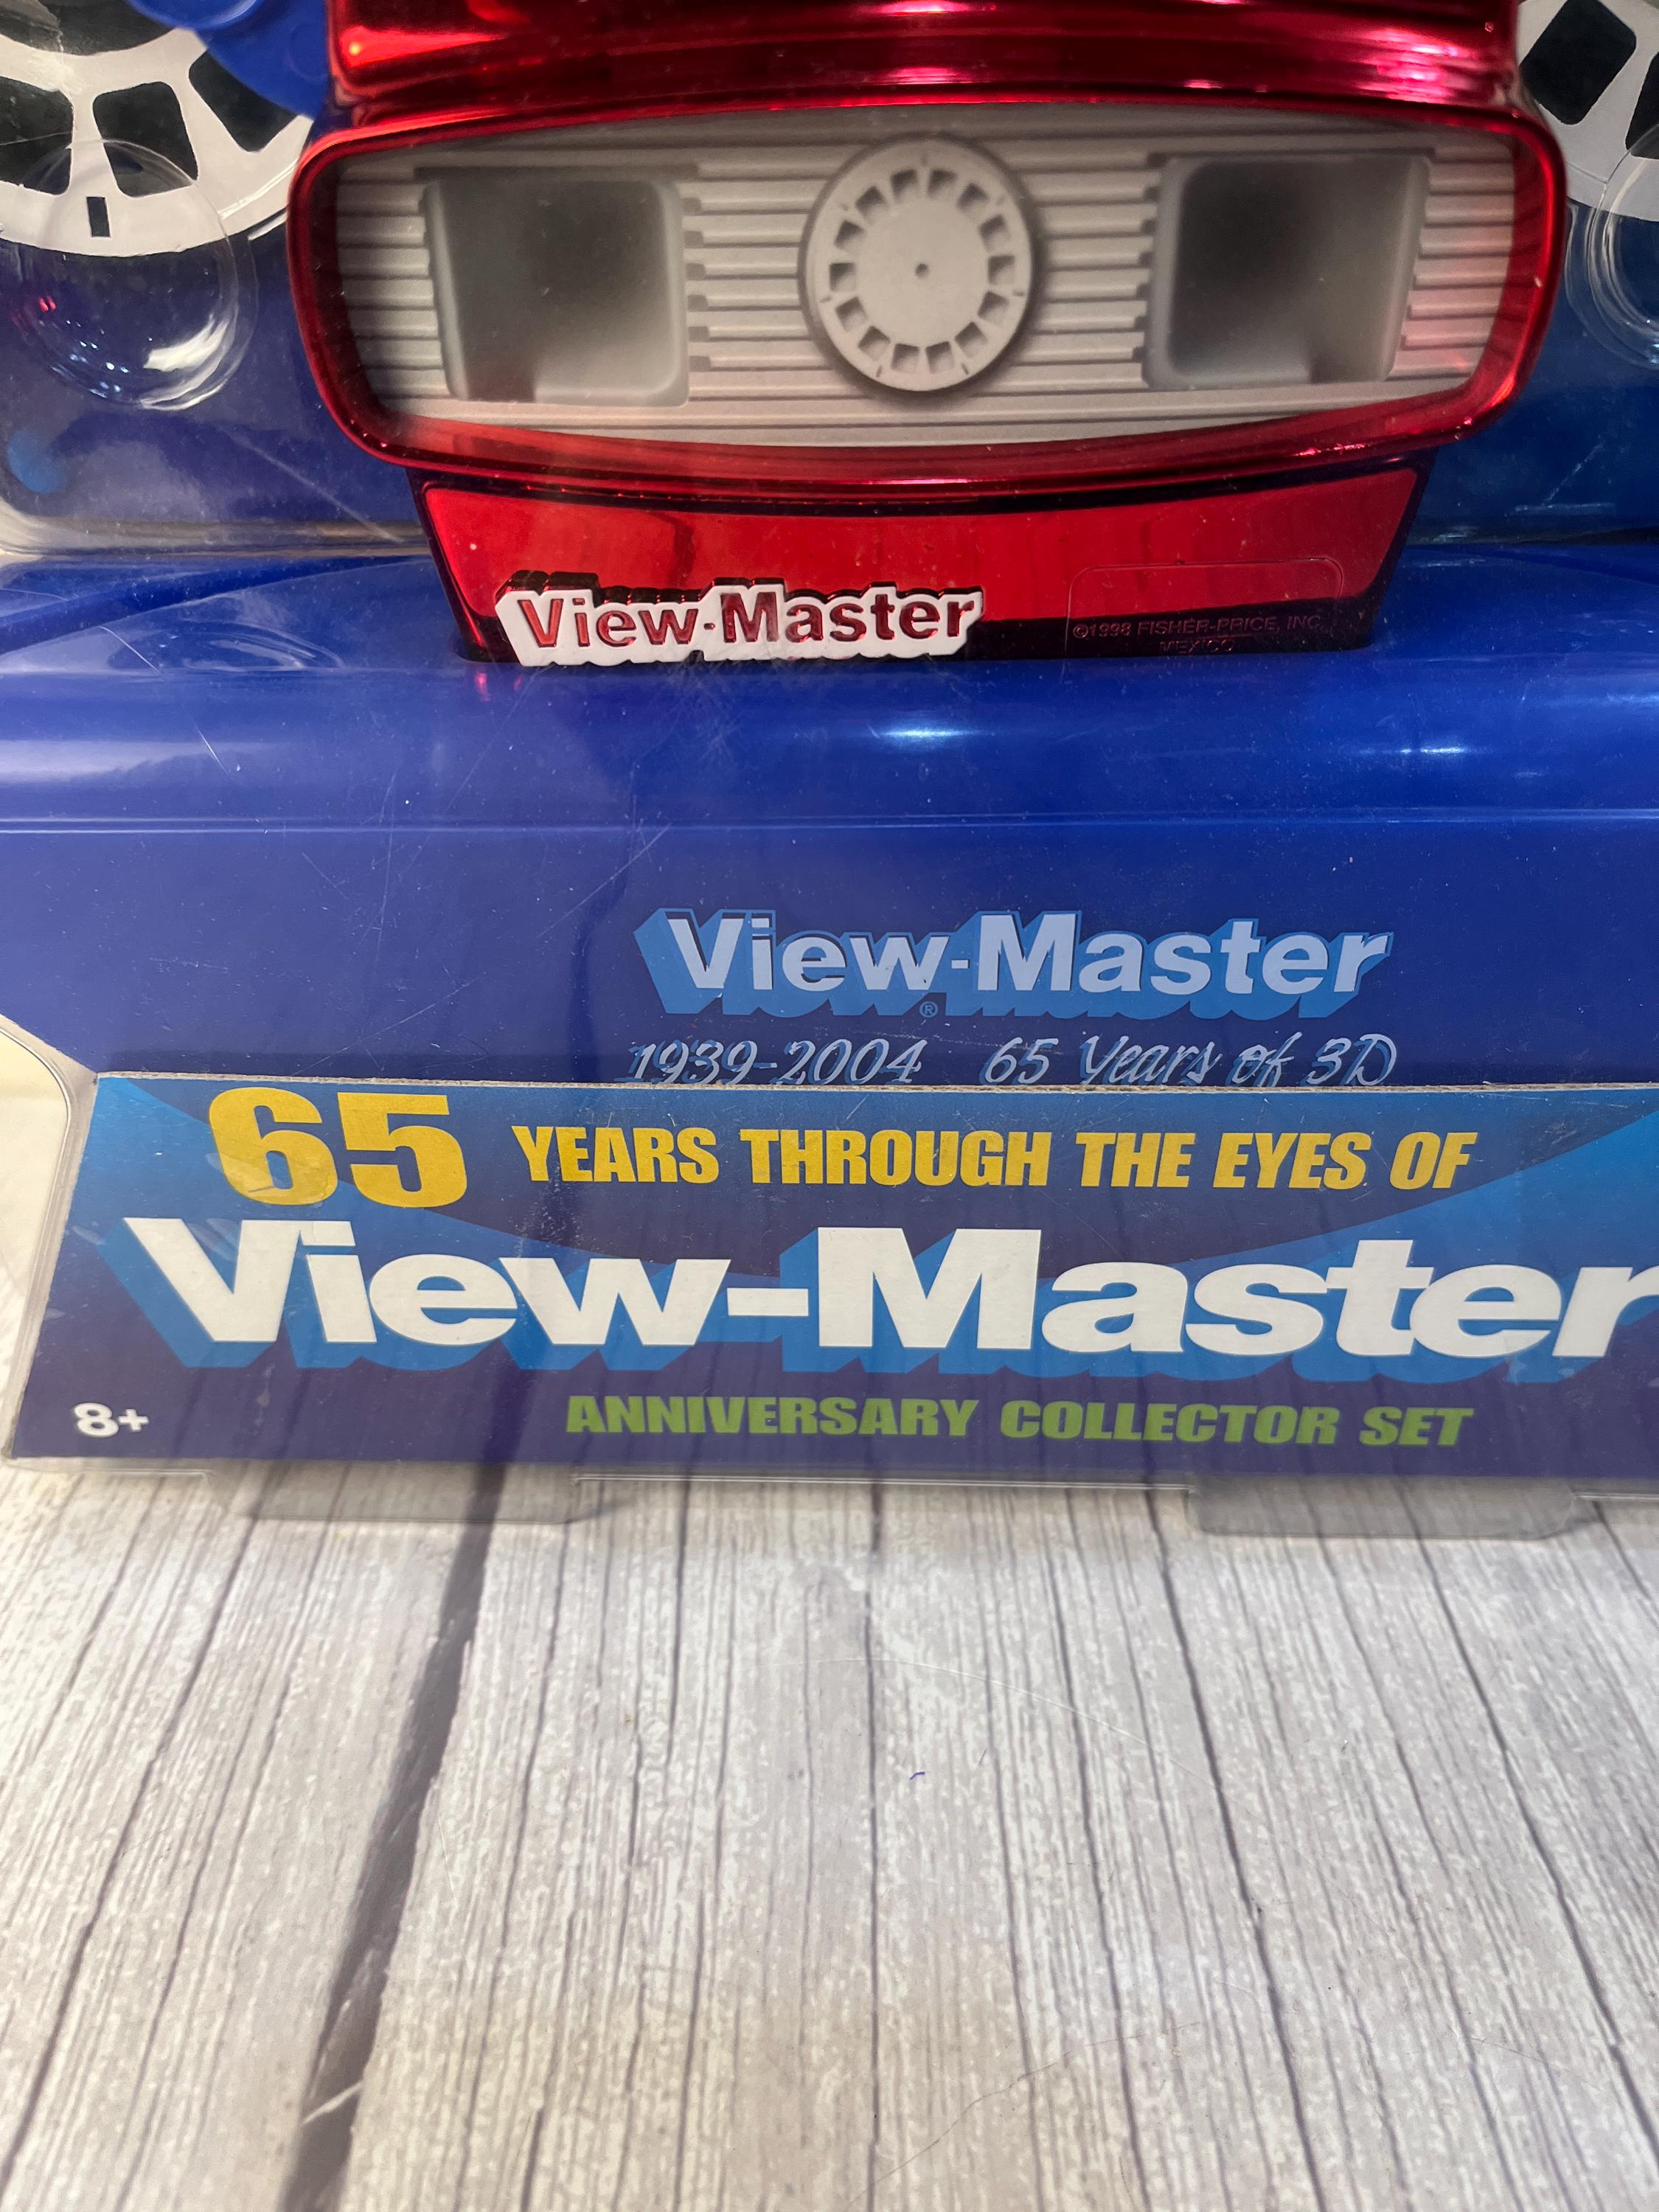 View-Master
©1998 FISHER-PRICE, INC.
MEXICO
View-Master®
1939-2004 65 Years of 3D
65 YEARS THROUGH THE EYES OF
View-Master
8+
ANNIVERSARY COLLECTOR SET